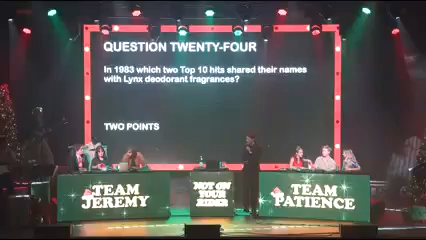 QUESTION TWENTY-FOUR
In 1983 which two Top 10 hits shared their names
with Lynx deodorant fragrances?
TWO POINTS
TEAM
JEREMY
NOT ON
YOUR
TEAM
PATIENCE